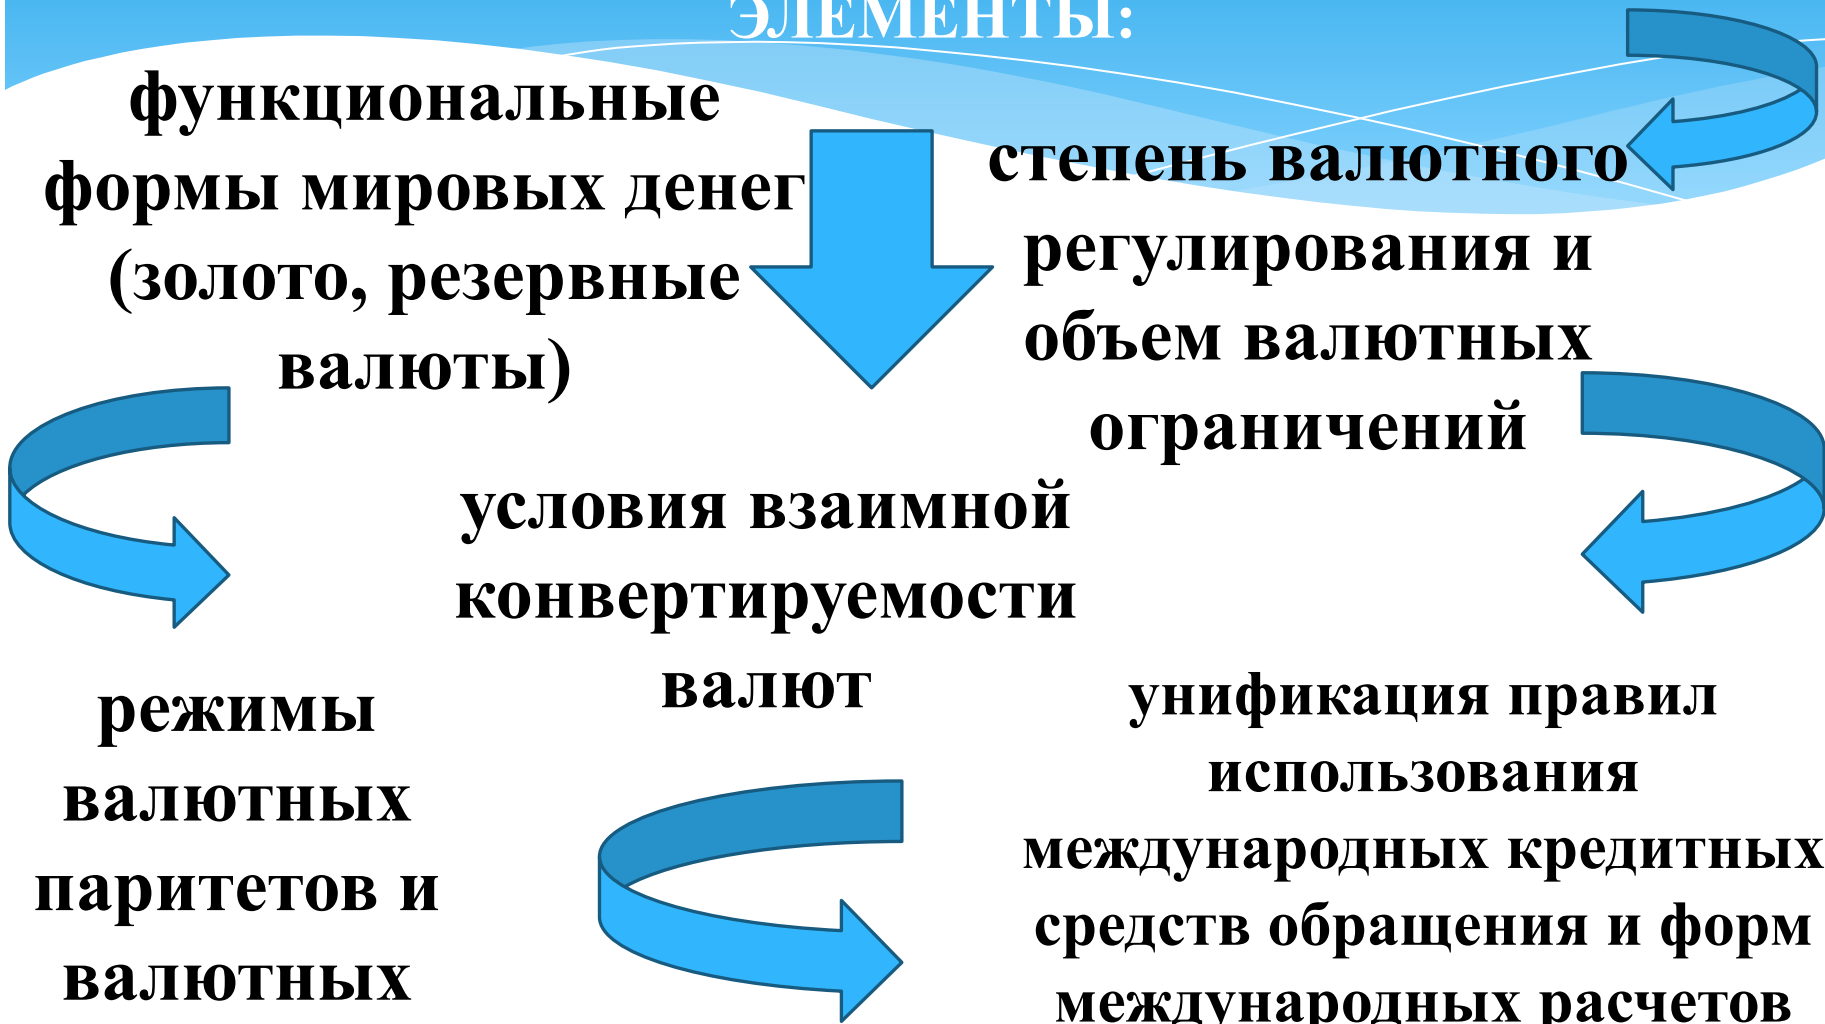 ЭЛЕМЕНТЫ:
функциональные
формы мировых денег
(золото, резервные
валюты)
степень валютного
регулирования и
объем валютных
ограничений
условия взаимной
конвертируемости
валют
режимы
валютных
паритетов и
валютных
унификация правил
использования
международных кредитных
средств обращения и форм
международных расчетов